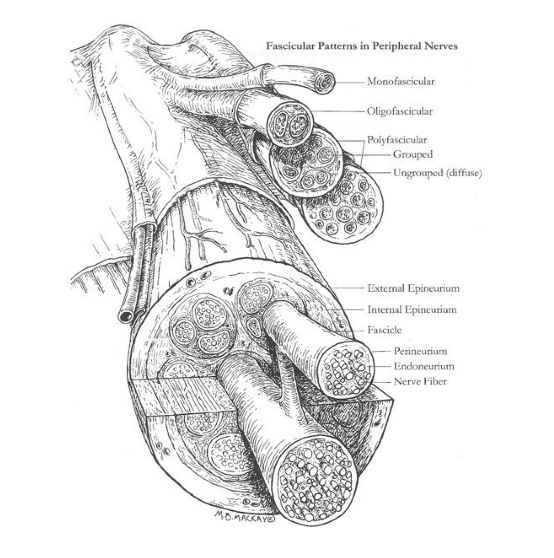 Fascicular Patterns in Peripheral Nerves
Monofascicular
Oligofascicular
Polyfascicular
Grouped
Ungrouped (diffuse)
External Epineurium
Internal Epineurium
Fascicle
Perineurium
Endoneurium
Nerve Fiber
M.B. MACKAY©